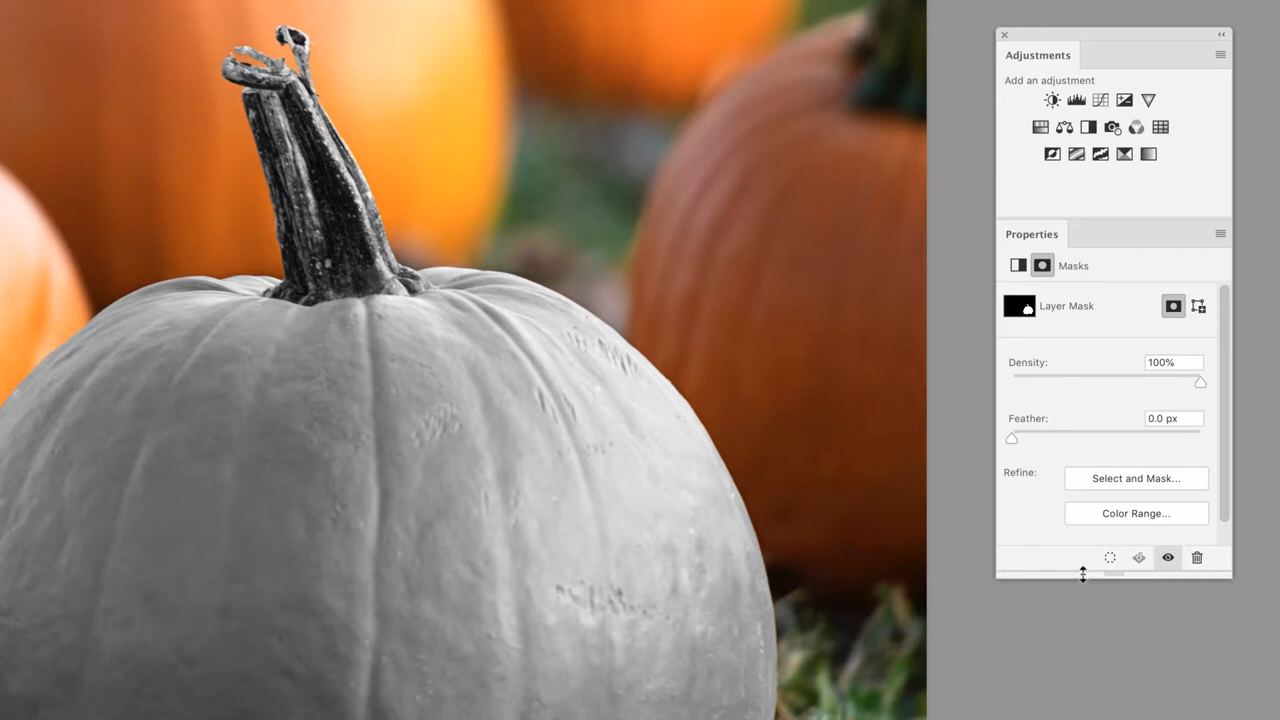 Adjustments
Add an adjustment
Properties
Masks
Layer Mask
Density: 100%
Feather: 0.0 px
Refine: Select and Mask...
Color Range...